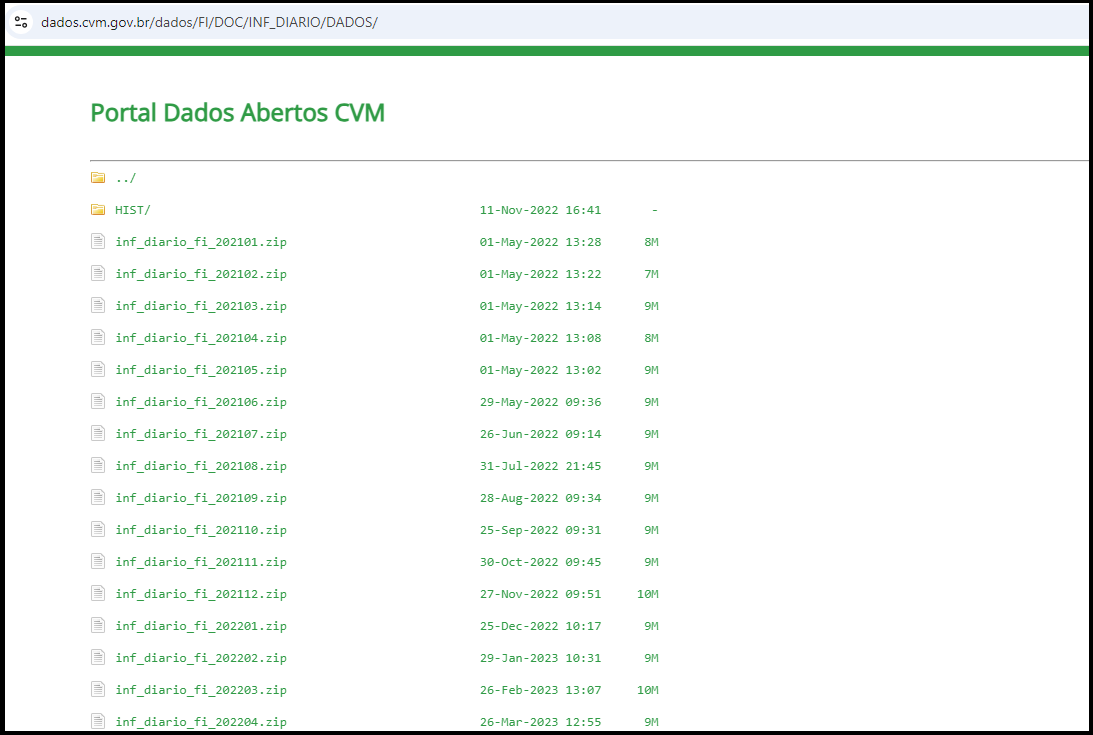 dados.cvm.gov.br/dados/FI/DOC/INF_DIARIO/DADOS/
Portal Dados Abertos CVM
../
HIST/ 11-Nov-2022 16:41 -
inf_diario_fi_202101.zip 01-May-2022 13:28 8M
inf_diario_fi_202102.zip 01-May-2022 13:22 7M
inf_diario_fi_202103.zip 01-May-2022 13:14 9M
inf_diario_fi_202104.zip 01-May-2022 13:08 8M
inf_diario_fi_202105.zip 01-May-2022 13:02 9M
inf_diario_fi_202106.zip 29-May-2022 09:36 9M
inf_diario_fi_202107.zip 26-Jun-2022 09:14 9M
inf_diario_fi_202108.zip 31-Jul-2022 21:45 9M
inf_diario_fi_202109.zip 28-Aug-2022 09:34 9M
inf_diario_fi_202110.zip 25-Sep-2022 09:31 9M
inf_diario_fi_202111.zip 30-Oct-2022 09:45 9M
inf_diario_fi_202112.zip 27-Nov-2022 09:51 10M
inf_diario_fi_202201.zip 25-Dec-2022 10:17 9M
inf_diario_fi_202202.zip 29-Jan-2023 10:31 9M
inf_diario_fi_202203.zip 26-Feb-2023 13:07 10M
inf_diario_fi_202204.zip 26-Mar-2023 12:55 9M